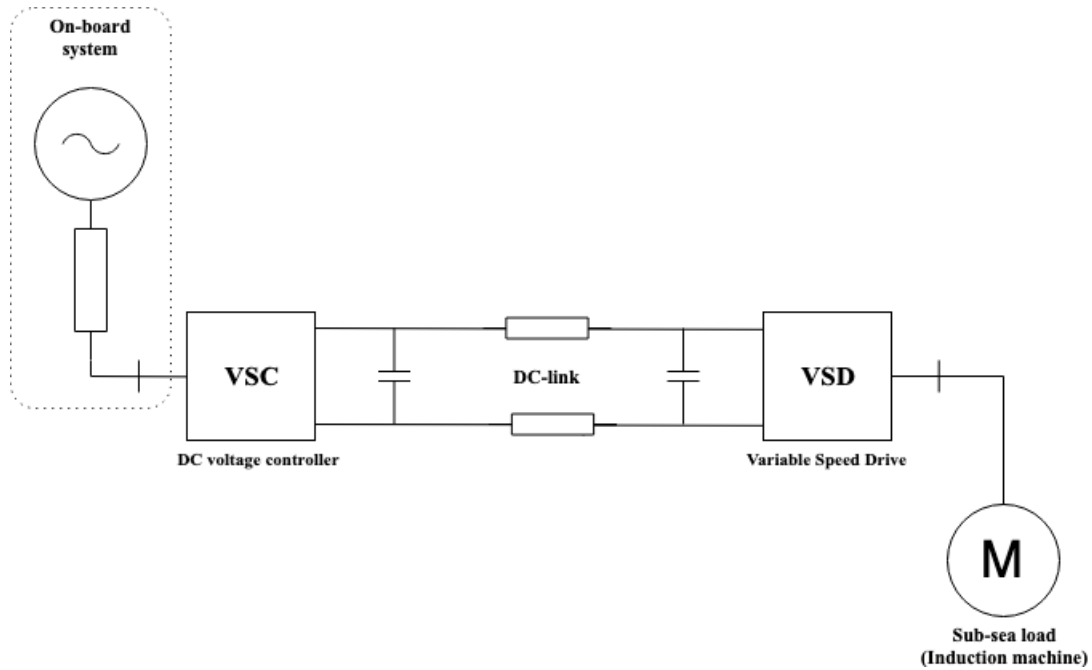 On-board
system
VSC
DC-link
VSD
DC voltage controller
Variable Speed Drive
M
Sub-sea load
(Induction machine)